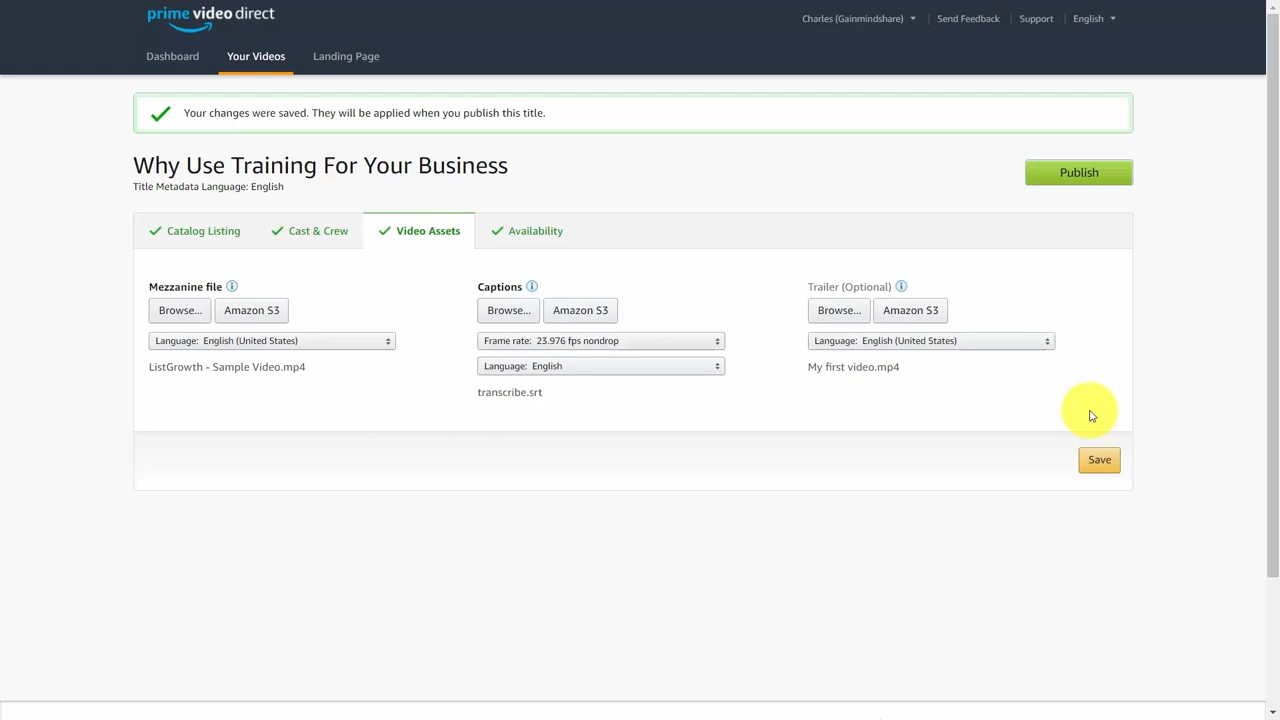 prime video direct
Charles (Gainmindshare) | Send Feedback | Support | English
Dashboard Your Videos Landing Page
Your changes were saved. They will be applied when you publish this title.
Why Use Training For Your Business
Publish
Title Metadata Language: English
Catalog Listing Cast & Crew Video Assets Availability
Mezzanine file Captions Trailer (Optional)
Browse... Amazon S3 Browse... Amazon S3 Browse... Amazon S3
Language: English (United States) Frame rate: 23.976 fps nondrop Language: English (United States)
ListGrowth - Sample Video.mp4 Language: English My first video.mp4
transcribe.srt
Save